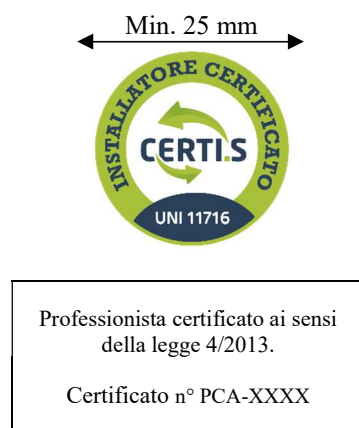 Min. 25 mm
INSTALLATORE CERTIFICATO
CERTI.S
UNI 11716
Professionista certificato ai sensi
della legge 4/2013.
Certificato n° PCA-XXXX